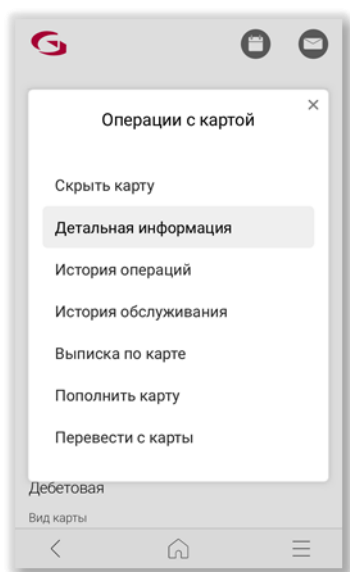 Операции с картой
Скрыть карту
Детальная информация
История операций
История обслуживания
Выписка по карте
Пополнить карту
Перевести с карты
Дебетовая
Вид карты